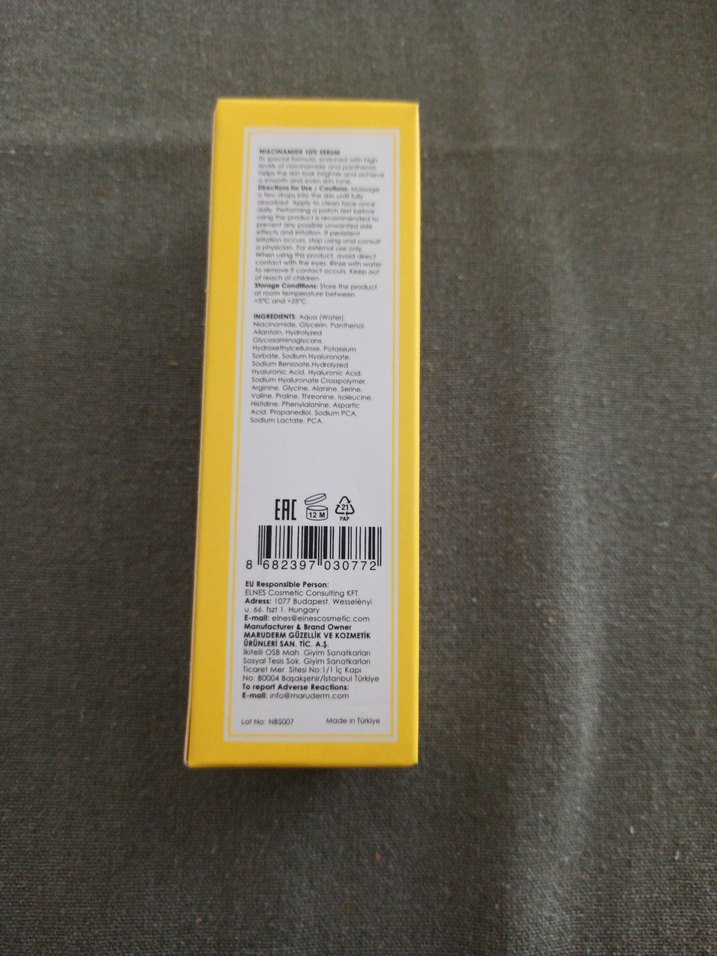 NIACINAMIDE 10% SERUM
Its special formula, enriched with high
levels of niacinamide and panthenol
helps the skin look brighter and achieve
a smooth and even skin tone.
Directions for Use / Cautions: Massage
a few drops into the skin until fully
absorbed. Apply to clean face once
daily. Performing a patch test before
using the product is recommended to
prevent any possible unwanted side
effects and irritation. If persistent
irritation occurs, stop using and consult
a physician. For external use only.
When using this product, avoid direct
contact with the eyes. Rinse with water
to remove if contact occurs. Keep out
of reach of children.
Storage Conditions: Store the product
at room temperature between
+5°C and +25°C.
INGREDIENTS: Aqua (Water),
Niacinamide, Glycerin, Panthenol,
Allantoin, Hydrolyzed
Glycosaminoglycans,
Hydroxyethylcellulose, Potassium
Sorbate, Sodium Hyaluronate,
Sodium Benzoate,Hydrolyzed
Hyaluronic Acid, Hyaluronic Acid,
Sodium Hyaluronate Crosspolymer,
Arginine, Glycine, Alanine, Serine,
Valine, Proline, Threonine, Isoleucine,
Histidine, Phenylalanine, Aspartic
Acid, Propanediol, Sodium PCA,
Sodium Lactate, PCA.
EAC 12 M 21
PAP
8 682397 030772
EU Responsible Person:
ELNES Cosmetic Consulting KFT.
Adress: 1077 Budapest, Wesselényi
u. 66. fszt 1. Hungary
E-mail: elnes@elnescosmetic.com
Manufacturer & Brand Owner
MARUDERM GÜZELLİK VE KOZMETİK
ÜRÜNLERİ SAN. TİC. A.Ş.
İkitelli OSB Mah. Giyim Sanatkarları
Sosyal Tesis Sok. Giyim Sanatkarları
Ticaret Mer. Sitesi No:1/1 İç Kapı
No: B0004 Başakşehir/İstanbul Türkiye
To report Adverse Reactions:
E-mail: info@maruderm.com
Lot No: NBS007 Made in Türkiye